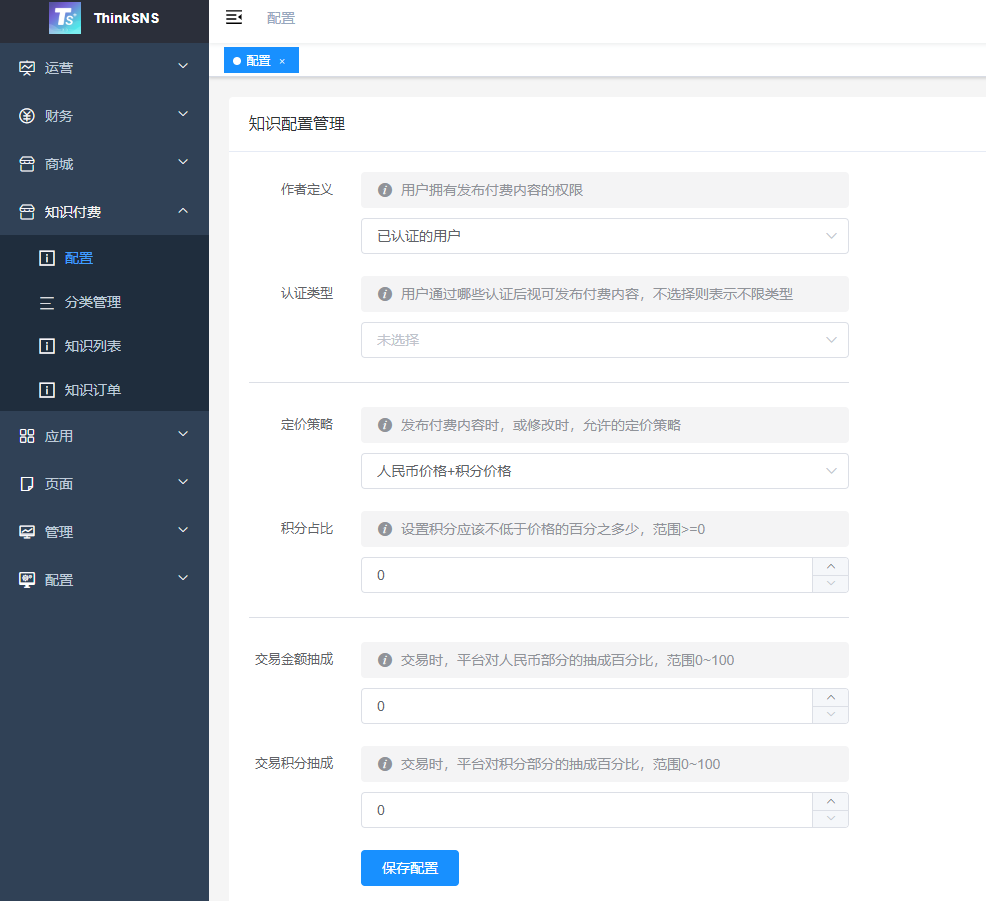 ThinkSNS
配置
配置 ×
运营
财务
商城
知识付费
配置
分类管理
知识列表
知识订单
应用
页面
管理
配置
知识配置管理
作者定义
用户拥有发布付费内容的权限
已认证的用户
认证类型
用户通过哪些认证后视可发布付费内容，不选择则表示不限类型
未选择
定价策略
发布付费内容时，或修改时，允许的定价策略
人民币价格+积分价格
积分占比
设置积分应该不低于价格的百分之多少，范围>=0
0
交易金额抽成
交易时，平台对人民币部分的抽成百分比，范围0~100
0
交易积分抽成
交易时，平台对积分部分的抽成百分比，范围0~100
0
保存配置